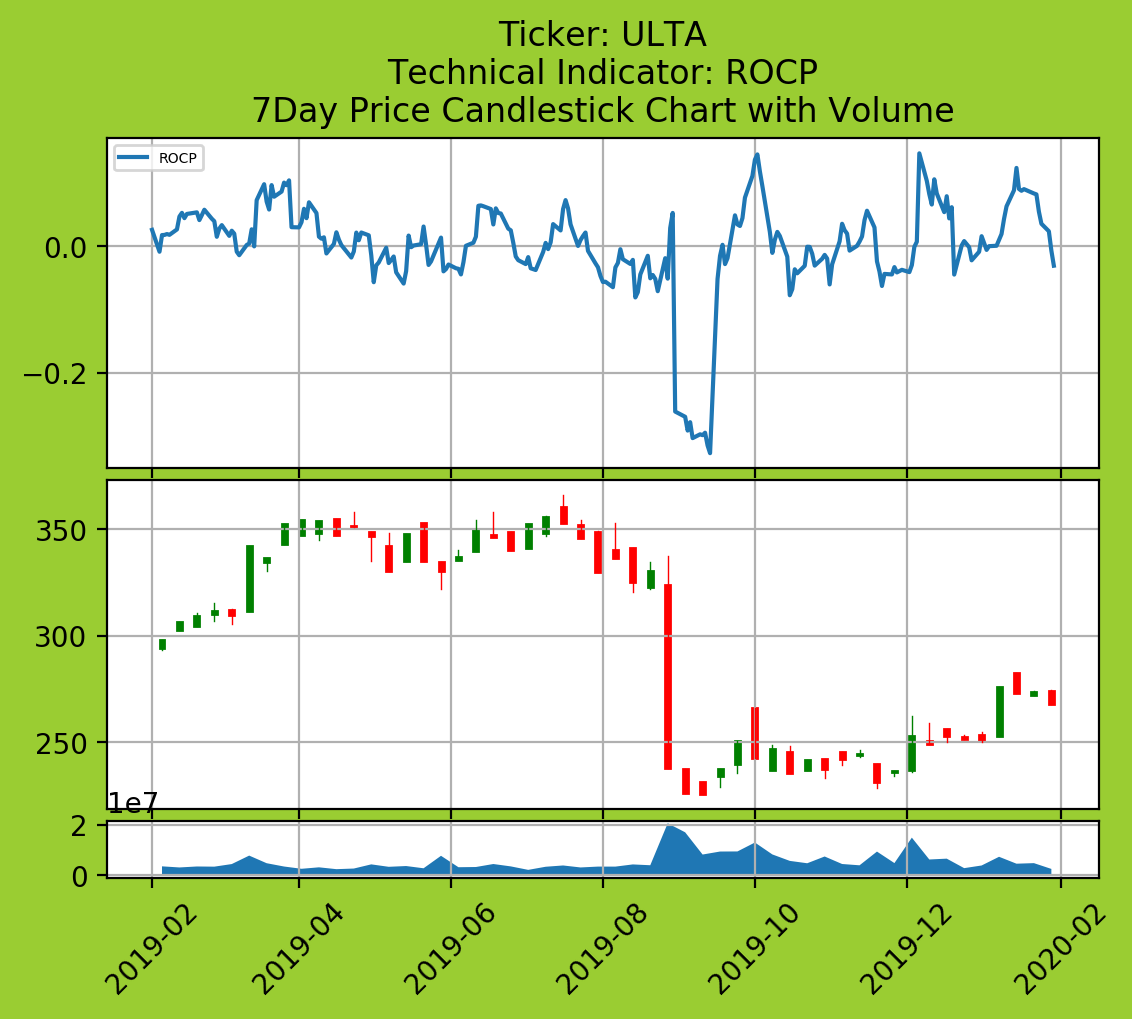 Ticker: ULTA
Technical Indicator: ROCP
7Day Price Candlestick Chart with Volume
ROCP
0.0
−0.2
350
300
250
1e7
2
0
2019-02
2019-04
2019-06
2019-08
2019-10
2019-12
2020-02